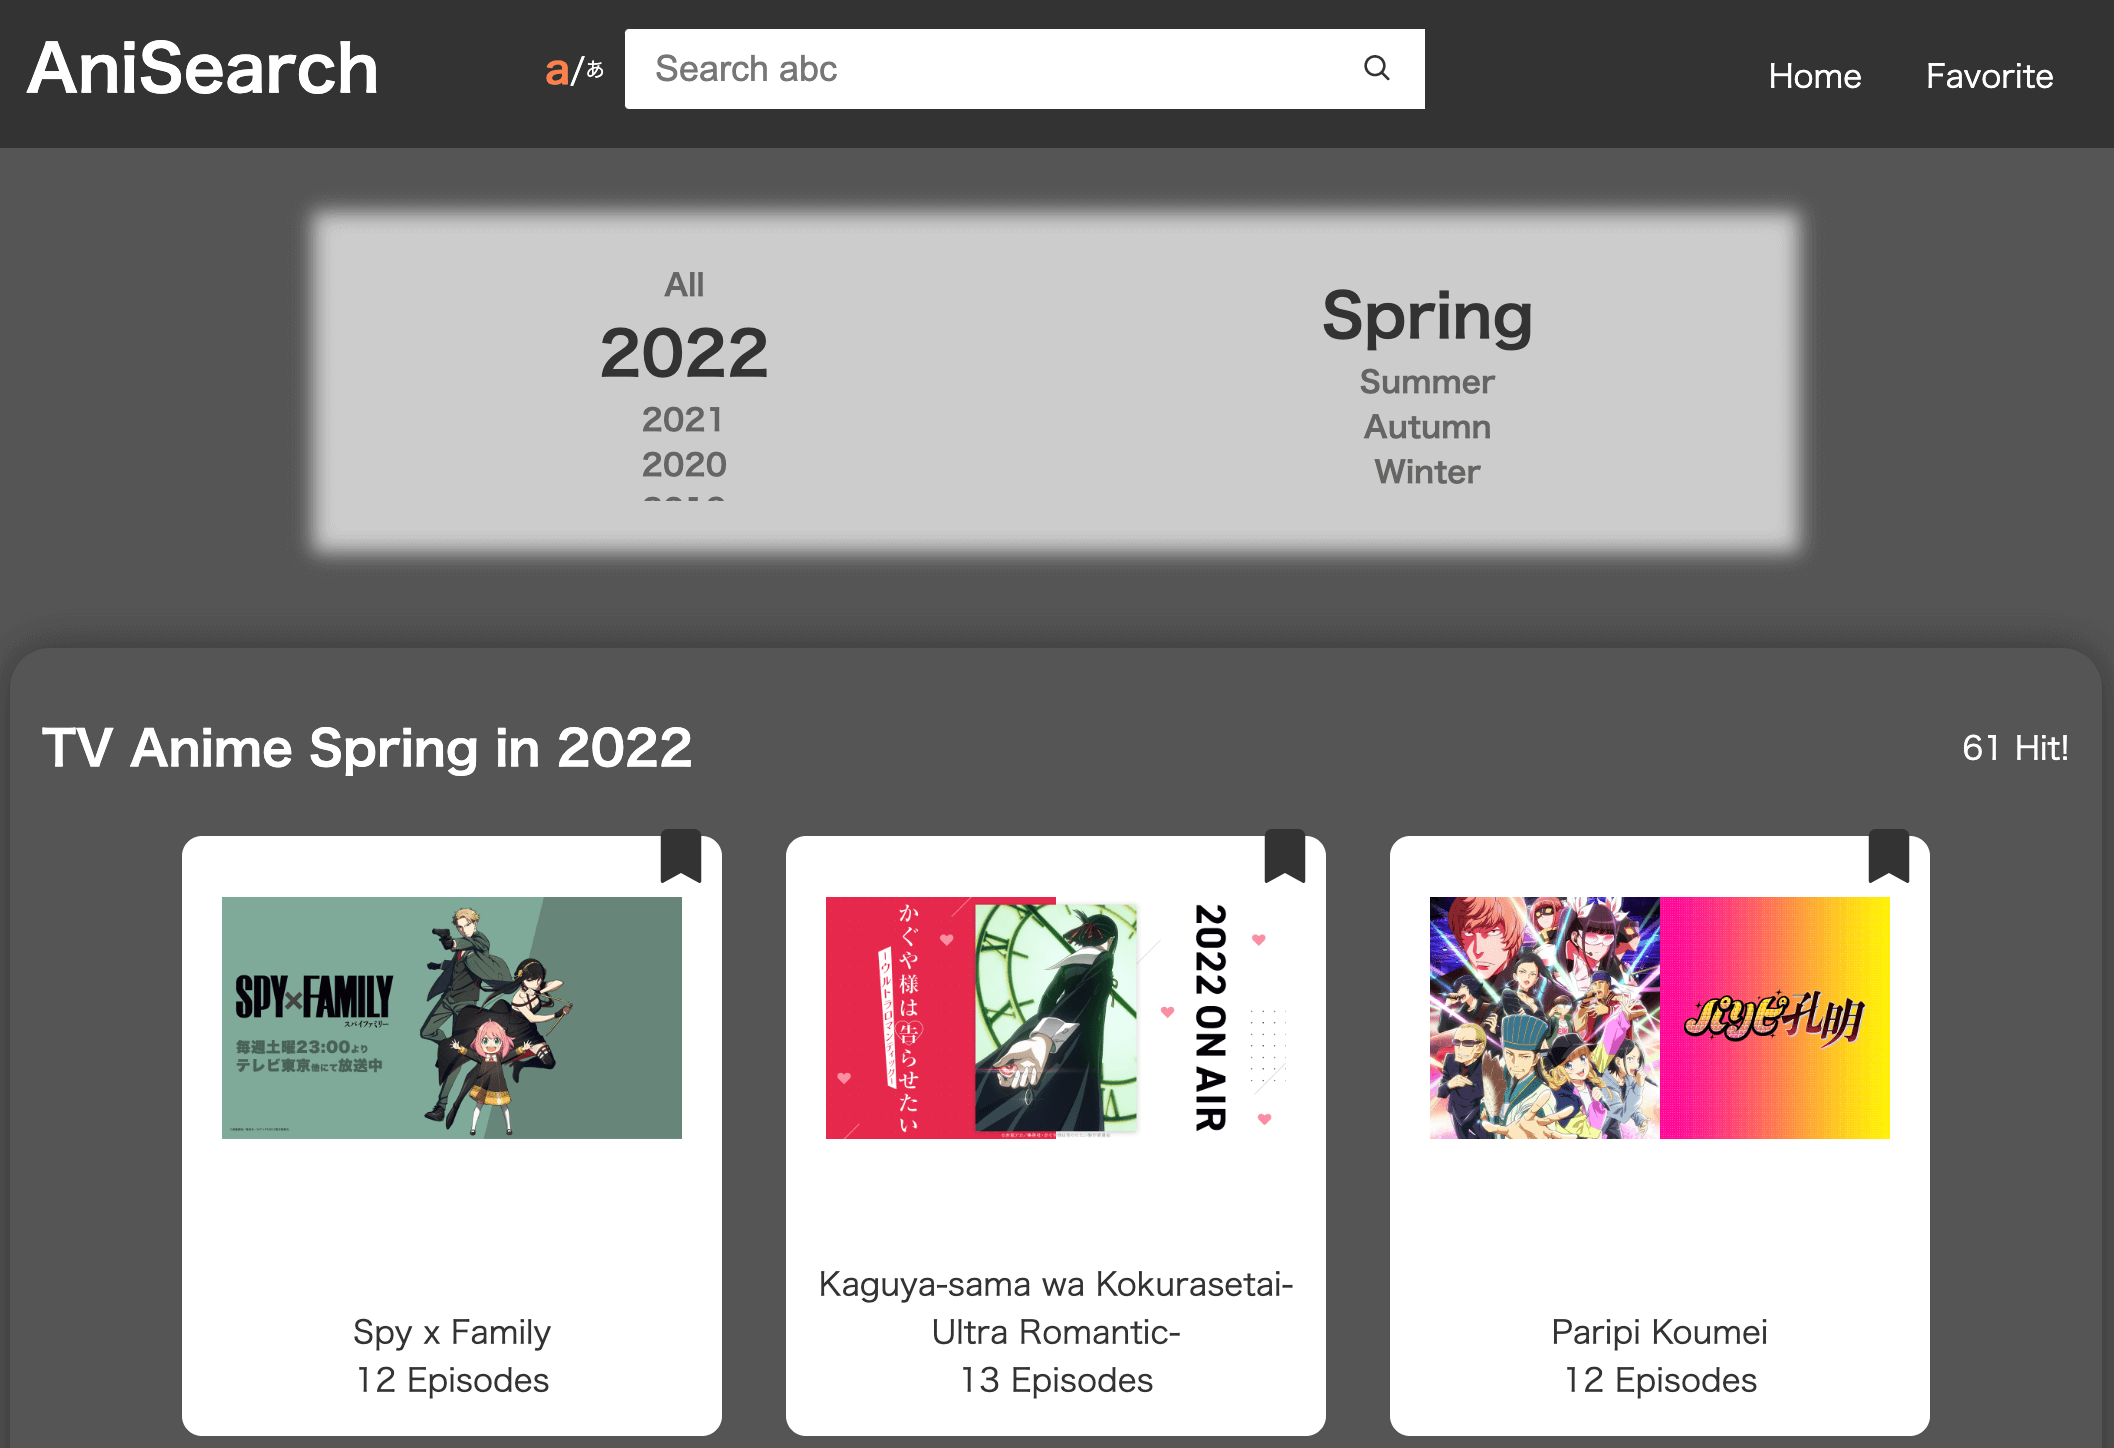 AniSearch
a/あ
Search abc
Home
Favorite
All
2022
2021
2020
Spring
Summer
Autumn
Winter
TV Anime Spring in 2022
61 Hit!
SPY×FAMILY
スパイファミリー
毎週土曜23:00より
テレビ東京他にて放送中
Spy x Family
12 Episodes
かぐや様は告らせたい
-ウルトラロマンティック-
2022 ON AIR
Kaguya-sama wa Kokurasetai-
Ultra Romantic-
13 Episodes
パリピ孔明
Paripi Koumei
12 Episodes